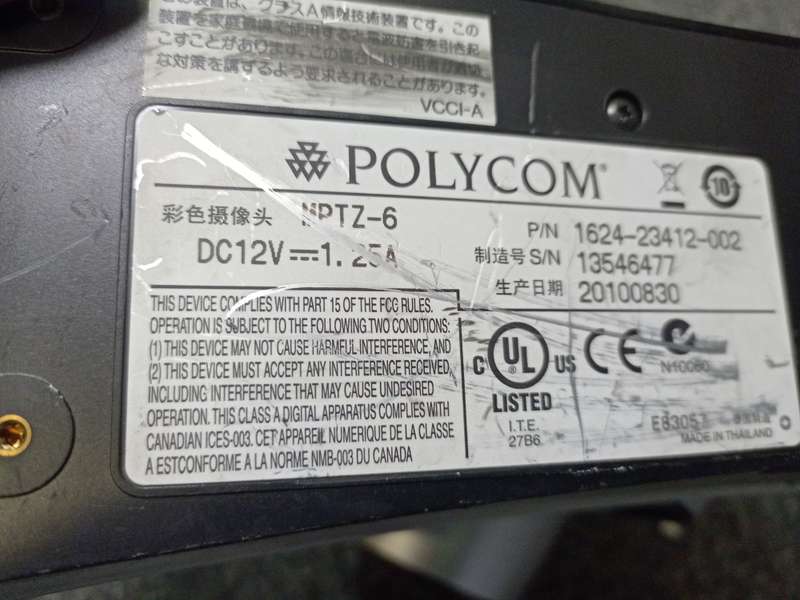 この装置は、クラスA情報技術装置です。この
装置を家庭環境で使用すると電波妨害を引き起
こすことがあります。この場合には使用者が適切
な対策を講ずるよう要求されることがあります。
VCCI-A
POLYCOM
10
彩色摄像头 MPTZ-6
DC12V⎓1.25A
P/N 1624-23412-002
制造号S/N 13546477
生产日期 20100830
THIS DEVICE COMPLIES WITH PART 15 OF THE FCC RULES.
OPERATION IS SUBJECT TO THE FOLLOWING TWO CONDITIONS:
(1) THIS DEVICE MAY NOT CAUSE HARMFUL INTERFERENCE, AND
(2) THIS DEVICE MUST ACCEPT ANY INTERFERENCE RECEIVED,
INCLUDING INTERFERENCE THAT MAY CAUSE UNDESIRED
OPERATION. THIS CLASS A DIGITAL APPARATUS COMPLIES WITH
CANADIAN ICES-003. CET APPAREIL NUMERIQUE DE LA CLASSE
A ESTCONFORME A LA NORME NMB-003 DU CANADA
C UL US CE
LISTED
I.T.E.
27B6
MADE IN THAILAND